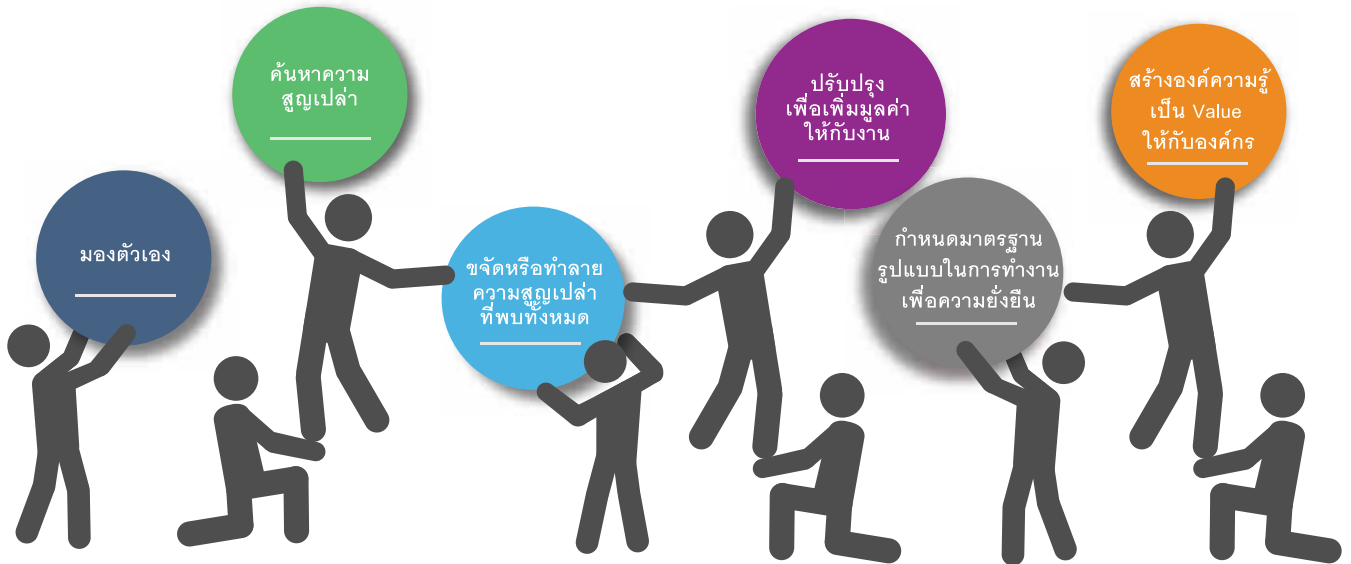 มองตัวเอง
ค้นหาความ
สูญเปล่า
ขจัดหรือทำลาย
ความสูญเปล่า
ที่พบทั้งหมด
ปรับปรุง
เพื่อเพิ่มมูลค่า
ให้กับงาน
กำหนดมาตรฐาน
รูปแบบในการทำงาน
เพื่อความยั่งยืน
สร้างองค์ความรู้
เป็น Value
ให้กับองค์กร